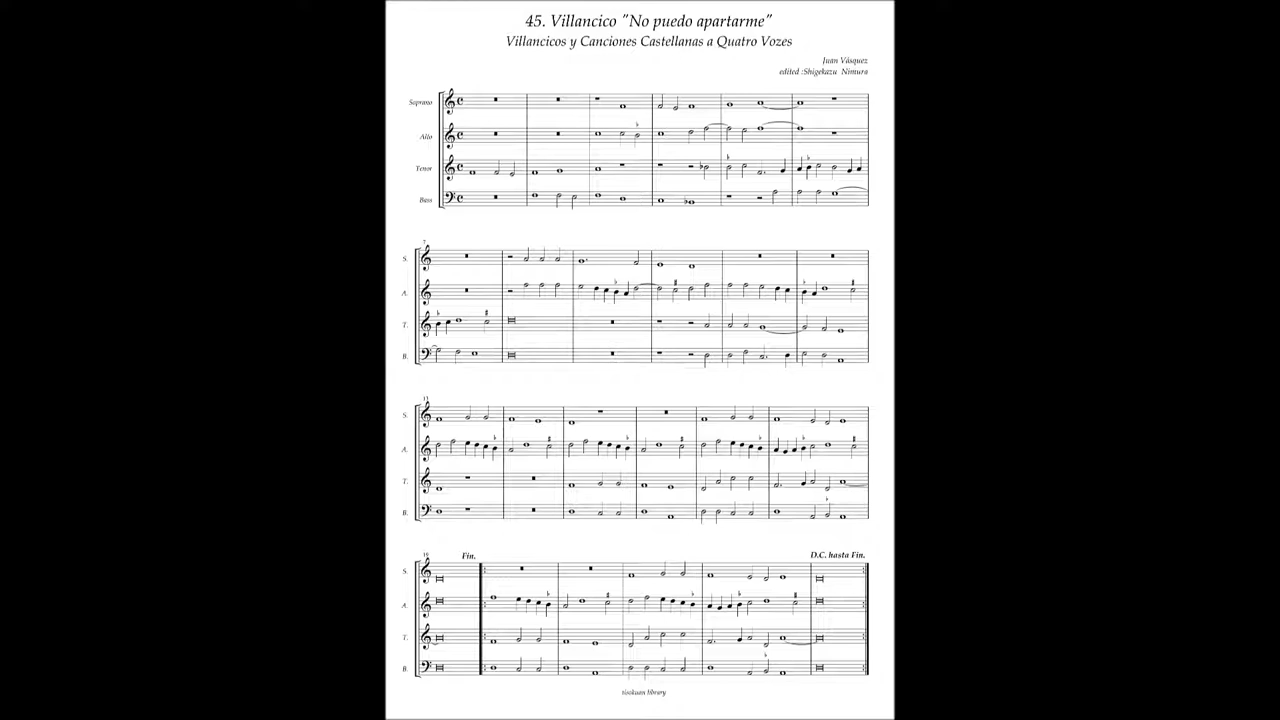 45. Villancico "No puedo apartarme"
Villancicos y Canciones Castellanas a Quatro Vozes
Juan Vásquez
edited :Shigekazu Nimura
Soprano
Alto
Tenor
Bass
7
S.
A.
T.
B.
13
S.
A.
T.
B.
19
Fin.
D.C. hasta Fin.
S.
A.
T.
B.
library